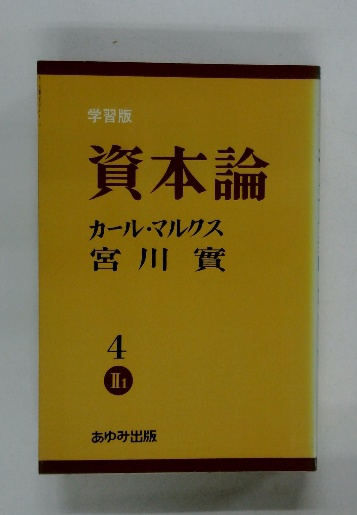 学習版
資本論
カール・マルクス
宮川 實
4
II1
あゆみ出版